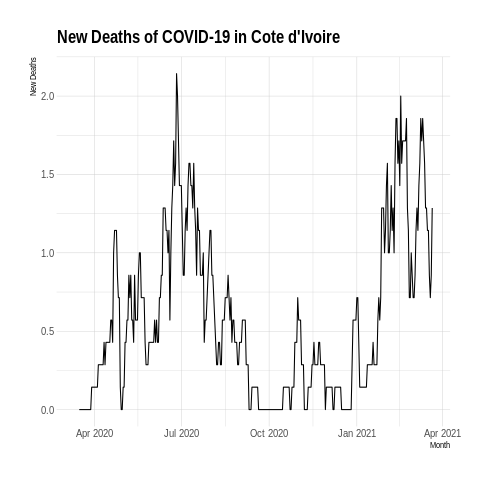 New Deaths of COVID-19 in Cote d'Ivoire
New Deaths
2.0
1.5
1.0
0.5
0.0
Apr 2020 Jul 2020 Oct 2020 Jan 2021 Apr 2021
Month